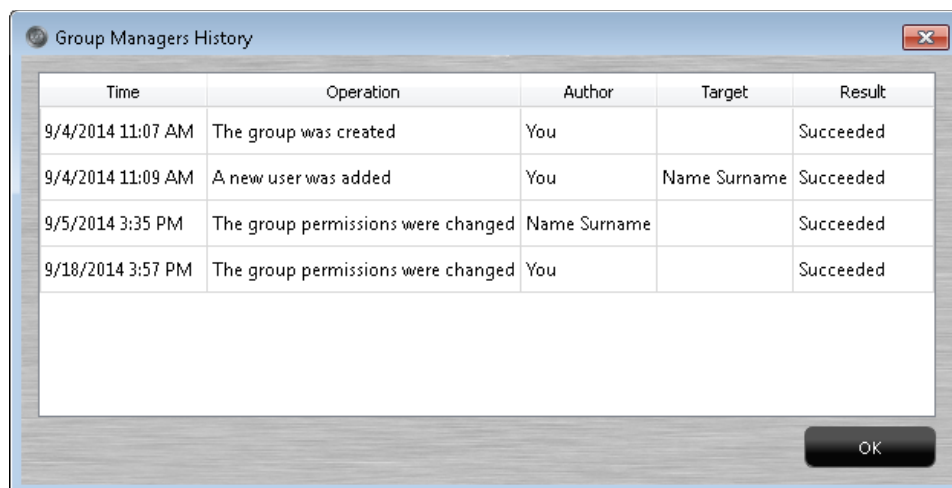 Group Managers History
Time Operation Author Target Result
9/4/2014 11:07 AM The group was created You Succeeded
9/4/2014 11:09 AM A new user was added You Name Surname Succeeded
9/5/2014 3:35 PM The group permissions were changed Name Surname Succeeded
9/18/2014 3:57 PM The group permissions were changed You Succeeded
OK